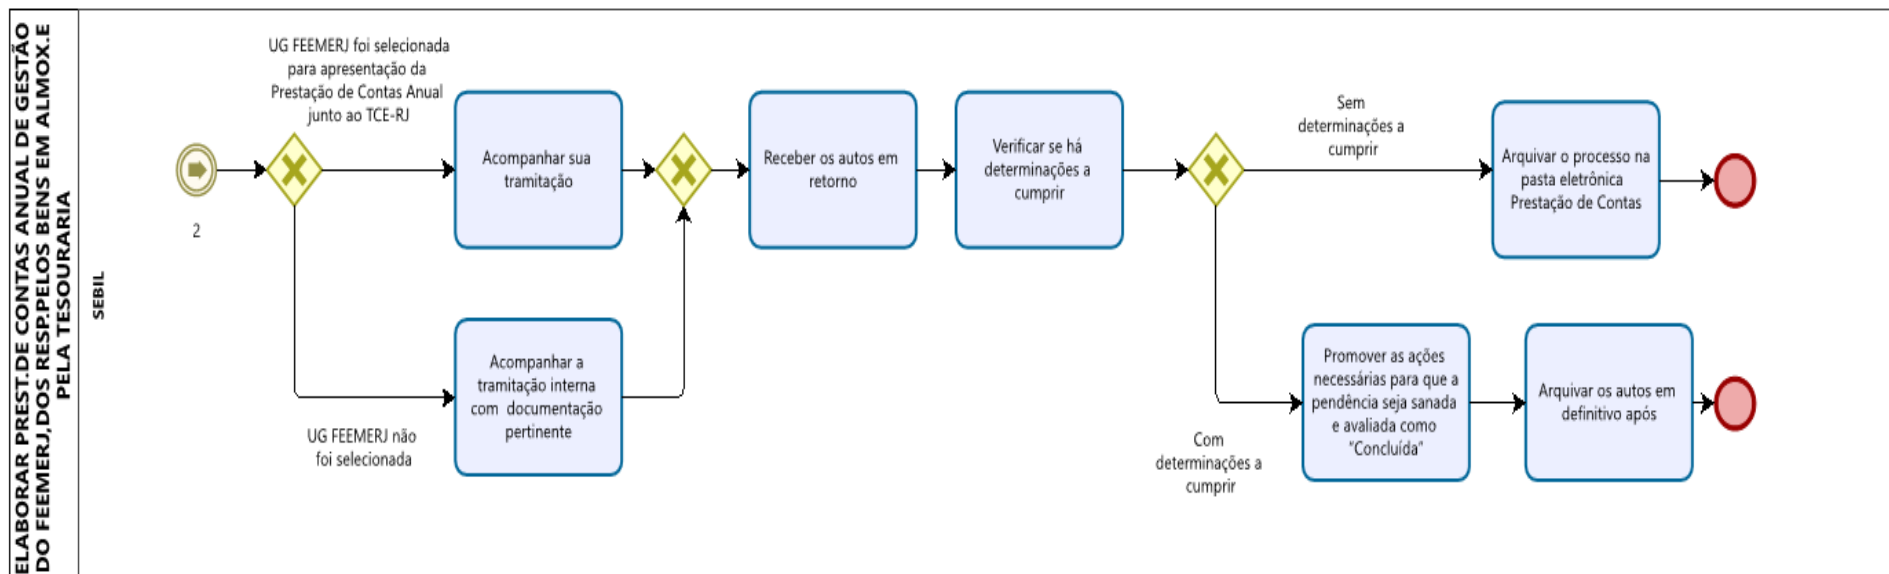 ELABORAR PREST.DE CONTAS ANUAL DE GESTÃO
DO FEEMERJ,DOS RESP.PELOS BENS EM ALMOX.E
PELA TESOURARIA
SEBIL
2
UG FEEMERJ foi selecionada
para apresentação da
Prestação de Contas Anual
junto ao TCE-RJ
Acompanhar sua
tramitação
UG FEEMERJ não
foi selecionada
Acompanhar a
tramitação interna
com documentação
pertinente
Receber os autos em
retorno
Verificar se há
determinações a
cumprir
Sem
determinações a
cumprir
Arquivar o processo na
pasta eletrônica
Prestação de Contas
Com
determinações a
cumprir
Promover as ações
necessárias para que a
pendência seja sanada
e avaliada como
"Concluída"
Arquivar os autos em
definitivo após